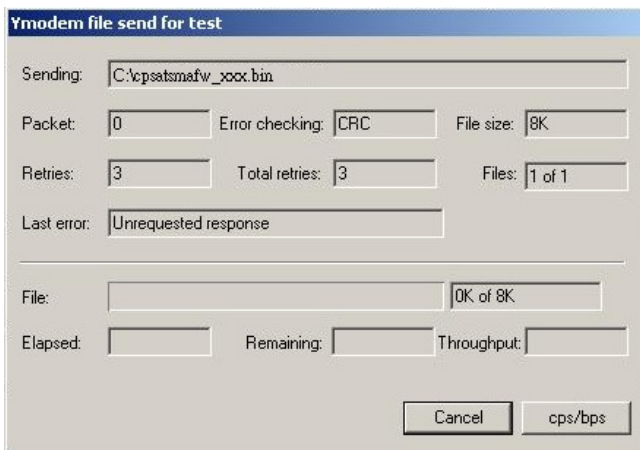 Ymodem file send for test
Sending: C:\cpsatsmafw_xxx.bin
Packet: 0 Error checking: CRC File size: 8K
Retries: 3 Total retries: 3 Files: 1 of 1
Last error: Unrequested response
File: 0K of 8K
Elapsed: Remaining: Throughput:
Cancel cps/bps